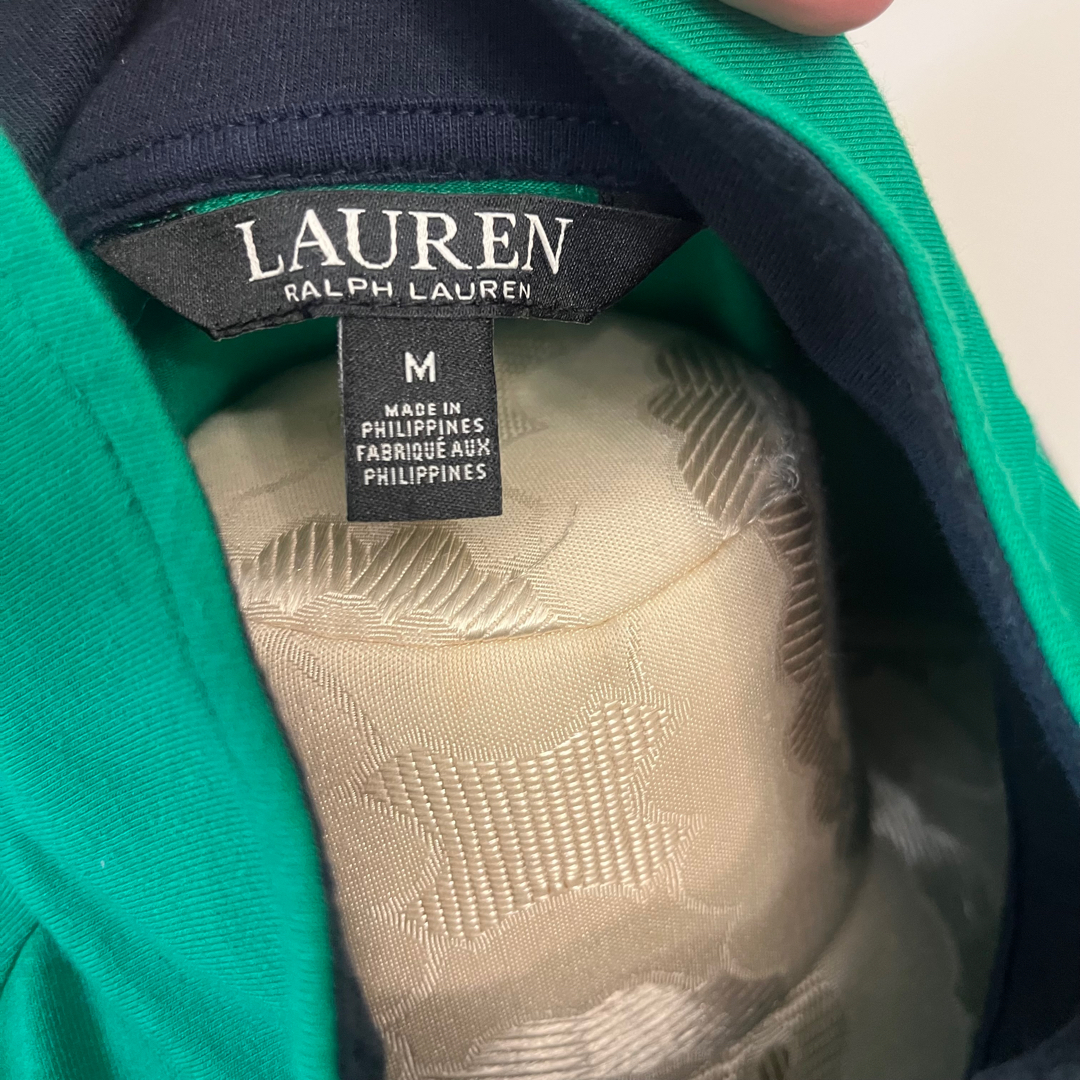 LAUREN
RALPH LAUREN
M
MADE IN
PHILIPPINES
FABRIQUÉ AUX
PHILIPPINES